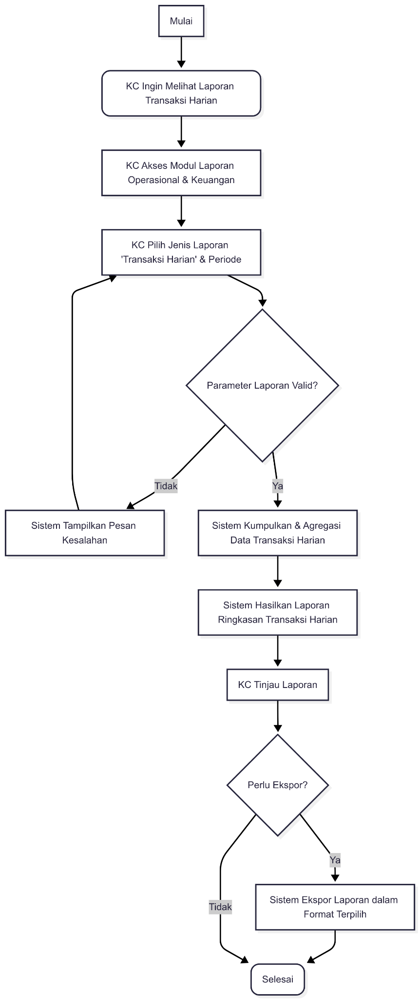 Mulai
KC Ingin Melihat Laporan
Transaksi Harian
KC Akses Modul Laporan
Operasional & Keuangan
KC Pilih Jenis Laporan
'Transaksi Harian' & Periode
Parameter Laporan Valid?
Tidak
Ya
Sistem Tampilkan Pesan
Kesalahan
Sistem Kumpulkan & Agregasi
Data Transaksi Harian
Sistem Hasilkan Laporan
Ringkasan Transaksi Harian
KC Tinjau Laporan
Perlu Ekspor?
Ya
Tidak
Sistem Ekspor Laporan dalam
Format Terpilih
Selesai